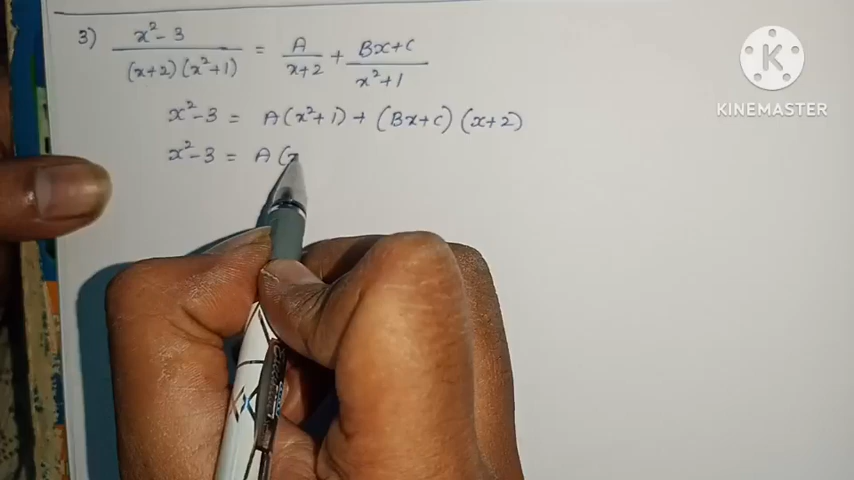 3) x²-3 / (x+2)(x²+1) = A / x+2 + Bx+C / x²+1
x²-3 = A(x²+1) + (Bx+C)(x+2)
x²-3 = A(x
K
KINEMASTER